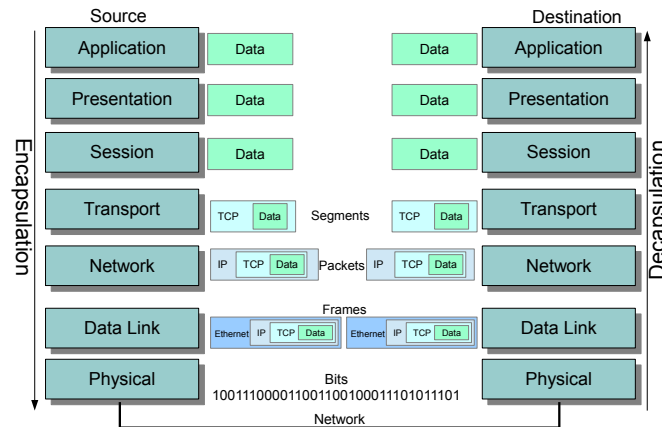 Source
Destination
Application
Data
Data
Application
Presentation
Data
Data
Presentation
Session
Data
Data
Session
Encapsulation
Decapsulation
Transport
TCP
Data
Segments
TCP
Data
Transport
Network
IP
TCP
Data
Packets
IP
TCP
Data
Network
Frames
Data Link
Ethernet
IP
TCP
Data
Ethernet
IP
TCP
Data
Data Link
Physical
Bits
Physical
1001110000110011001000111101011101
Network